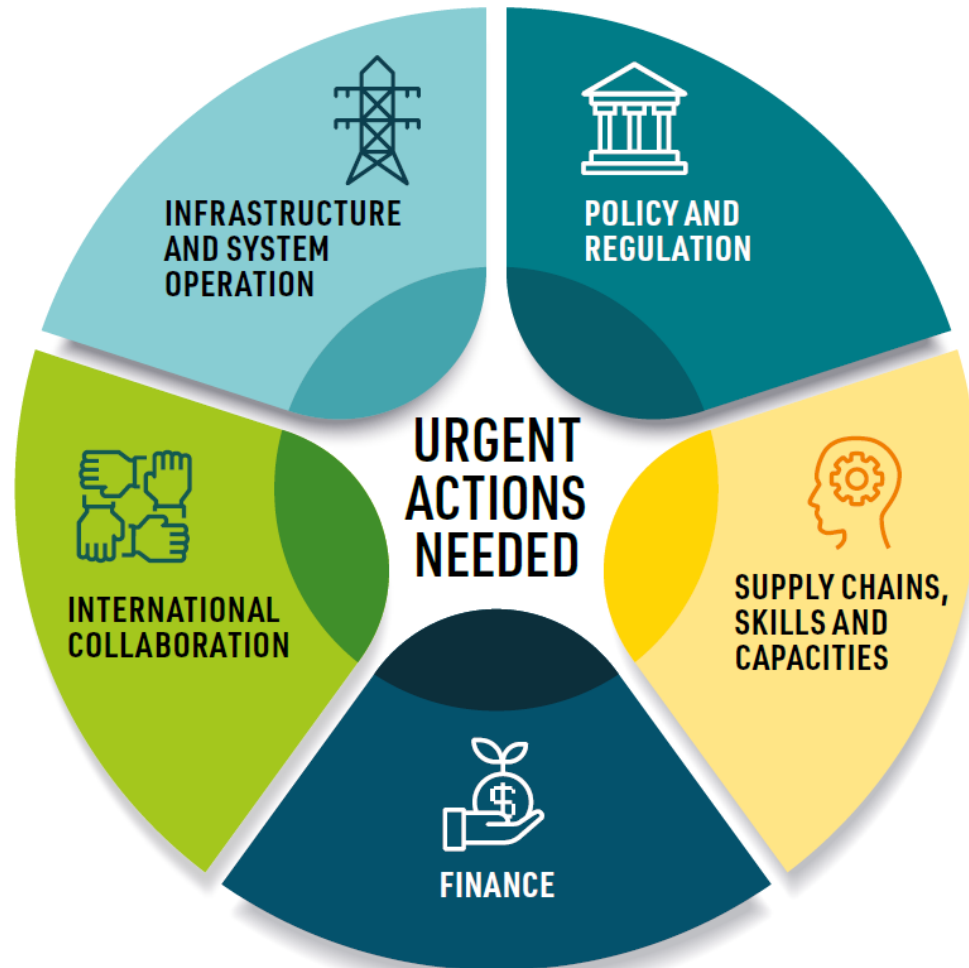 INFRASTRUCTURE
AND SYSTEM
OPERATION
POLICY AND
REGULATION
URGENT
ACTIONS
NEEDED
INTERNATIONAL
COLLABORATION
SUPPLY CHAINS,
SKILLS AND
CAPACITIES
$
FINANCE